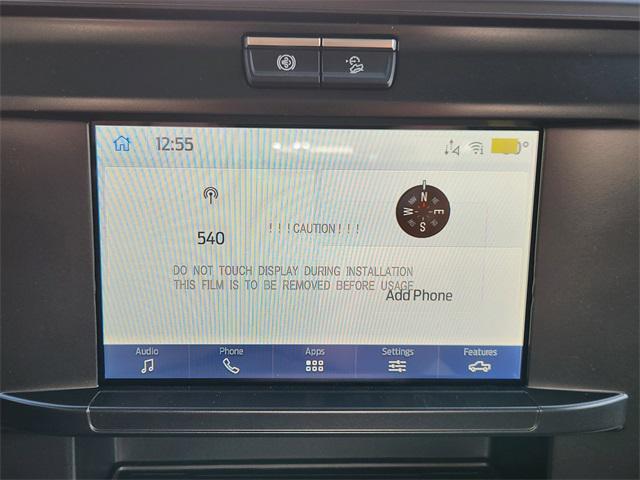 12:55
0°
N
W E
S
540
!!!CAUTION!!!
DO NOT TOUCH DISPLAY DURING INSTALLATION
THIS FILM IS TO BE REMOVED BEFORE USAGE
Add Phone
Audio Phone Apps Settings Features